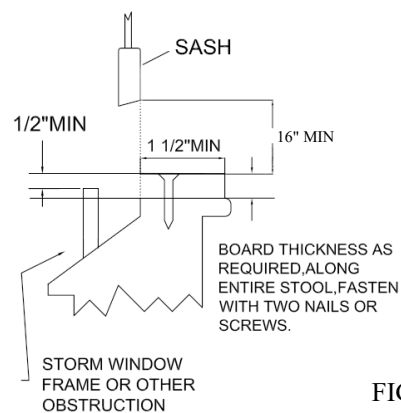 SASH
1/2"MIN
1 1/2"MIN
16" MIN
BOARD THICKNESS AS
REQUIRED,ALONG
ENTIRE STOOL,FASTEN
WITH TWO NAILS OR
SCREWS.
STORM WINDOW
FRAME OR OTHER
OBSTRUCTION
FIG